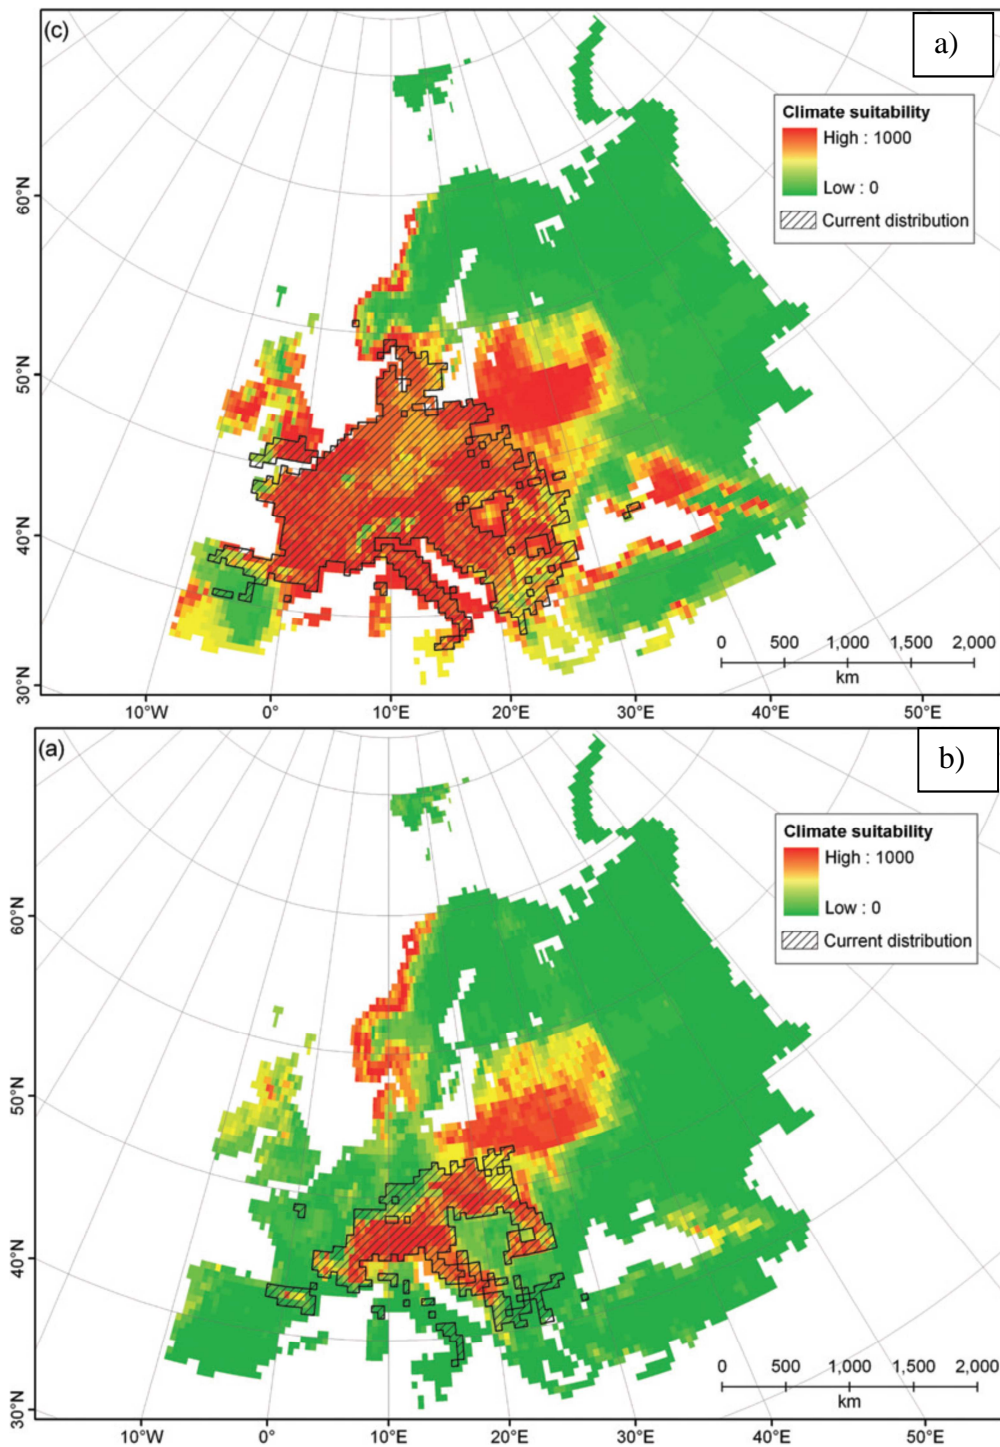 (c)
a)
Climate suitability
High : 1000
Low : 0
Current distribution
60°N
50°N
40°N
30°N
0 500 1,000 1,500 2,000
km
10°W 0° 10°E 20°E 30°E 40°E 50°E
(a)
b)
Climate suitability
High : 1000
Low : 0
Current distribution
60°N
50°N
40°N
30°N
0 500 1,000 1,500 2,000
km
10°W 0° 10°E 20°E 30°E 40°E 50°E